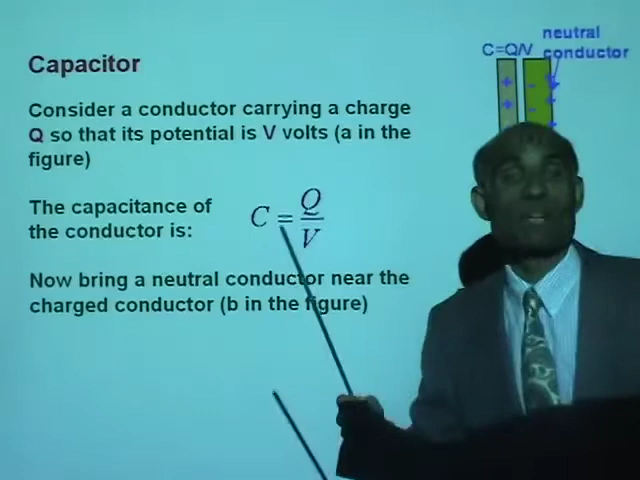 Capacitor
Consider a conductor carrying a charge
Q so that its potential is V volts (a in the
figure)
The capacitance of
the conductor is:
C = Q/V
Now bring a neutral conductor near the
charged conductor (b in the figure)
neutral
C=Q/V conductor
+ -
+ - +
+